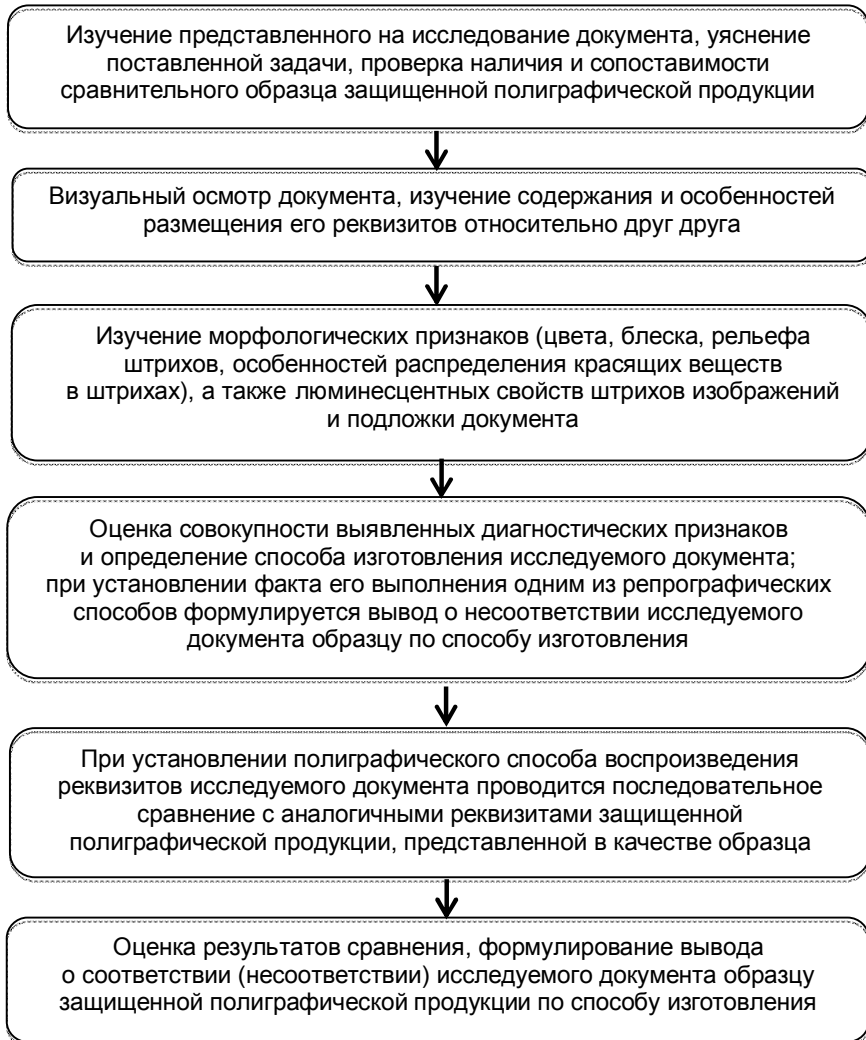 Изучение представленного на исследование документа, уяснение
поставленной задачи, проверка наличия и сопоставимости
сравнительного образца защищенной полиграфической продукции
Визуальный осмотр документа, изучение содержания и особенностей
размещения его реквизитов относительно друг друга
Изучение морфологических признаков (цвета, блеска, рельефа
штрихов, особенностей распределения красящих веществ
в штрихах), а также люминесцентных свойств штрихов изображений
и подложки документа
Оценка совокупности выявленных диагностических признаков
и определение способа изготовления исследуемого документа;
при установлении факта его выполнения одним из репрографических
способов формулируется вывод о несоответствии исследуемого
документа образцу по способу изготовления
При установлении полиграфического способа воспроизведения
реквизитов исследуемого документа проводится последовательное
сравнение с аналогичными реквизитами защищенной
полиграфической продукции, представленной в качестве образца
Оценка результатов сравнения, формулирование вывода
о соответствии (несоответствии) исследуемого документа образцу
защищенной полиграфической продукции по способу изготовления